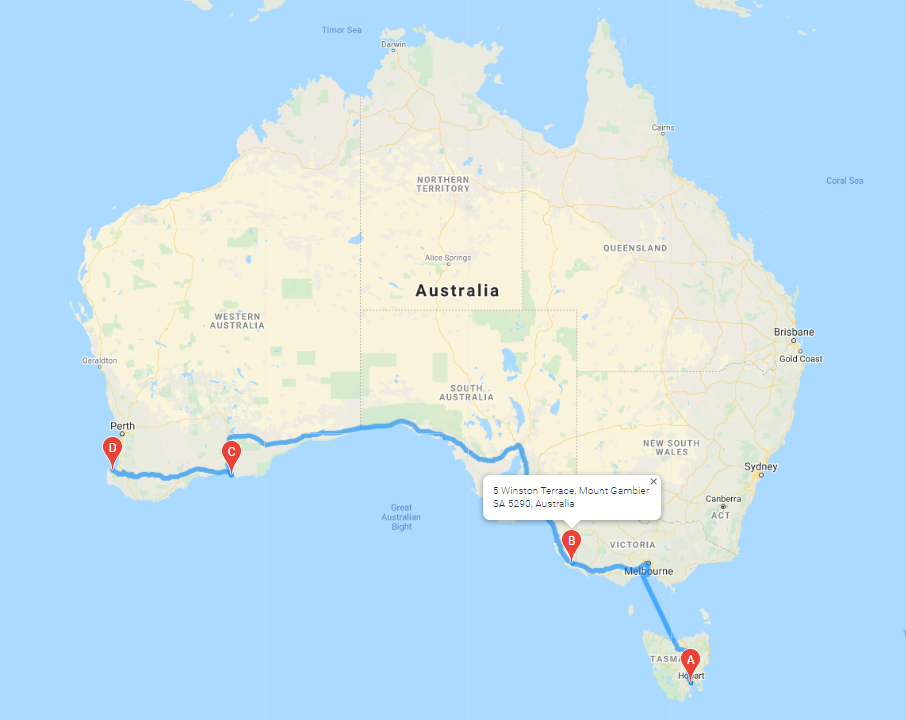 Timor Sea
Darwin
Cairns
Coral Sea
NORTHERN
TERRITORY
QUEENSLAND
Alice Springs
Australia
WESTERN
AUSTRALIA
Brisbane
Gold Coast
Geraldton
SOUTH
AUSTRALIA
Perth
D
C
NEW SOUTH
WALES
Sydney
5 Winston Terrace, Mount Gambier
SA 5290, Australia
×
Canberra
ACT
Great
Australian
Bight
B
VICTORIA
Melbourne
A
TASM
Hobart